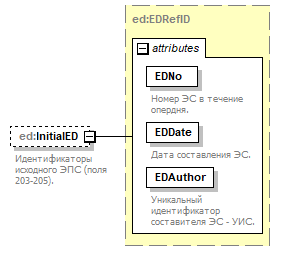 ed:EDRefID
attributes
EDNo
Номер ЭС в течение
опердня.
ed:InitialED
EDDate
Идентификаторы
исходного ЭПС (поля
203-205).
Дата составления ЭС.
EDAuthor
Уникальный
идентификатор
составителя ЭС - УИС.